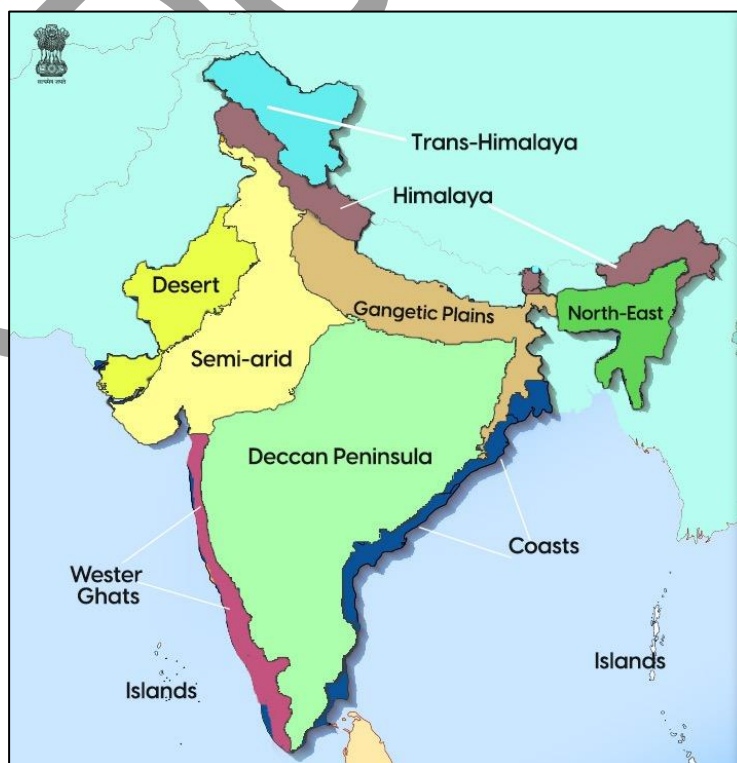 Trans-Himalaya
Himalaya
Desert
Gangetic Plains
North-East
Semi-arid
Deccan Peninsula
Coasts
Wester
Ghats
Islands
Islands